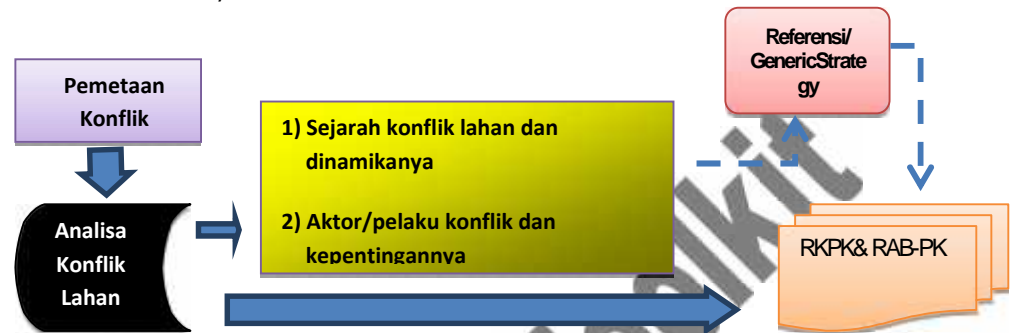 Pemetaan
Konflik
Referensi/
GenericStrate
gy
1) Sejarah konflik lahan dan
dinamikanya
2) Aktor/pelaku konflik dan
kepentingannya
Analisa
Konflik
Lahan
RKPK& RAB-PK